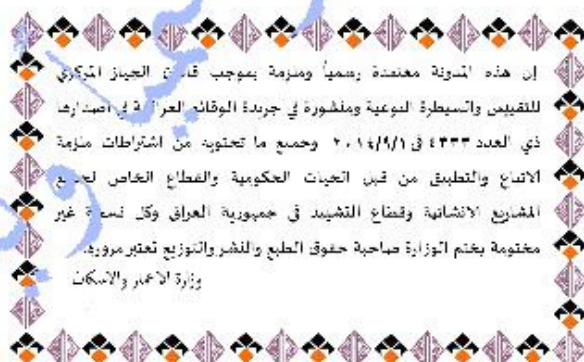 إن هذه المدونة معتمدة رسمياً وملزمة بموجب قانون الجهاز المركزي
للتقييس والسيطرة النوعية ومنشورة في جريدة الوقائع العراقية في اصدارها
ذي العدد ٤٣٣٣ في ٢٠١٤/٩/١ وجميع ما تحتويه من اشتراطات ملزمة
الاتباع والتطبيق من قبل الجهات الحكومية والقطاع الخاص لجميع
المشاريع الانشائية وقطاع التشييد في جمهورية العراق وكل نسخة غير
مختومة بختم الوزارة صاحبة حقوق الطبع والنشر والتوزيع تعتبر مزورة.
وزارة الاعمار والاسكان